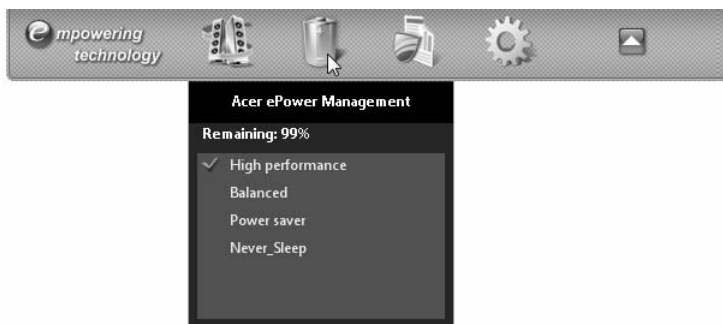 empowering
technology
Acer ePower Management
Remaining: 99%
High performance
Balanced
Power saver
Never_Sleep